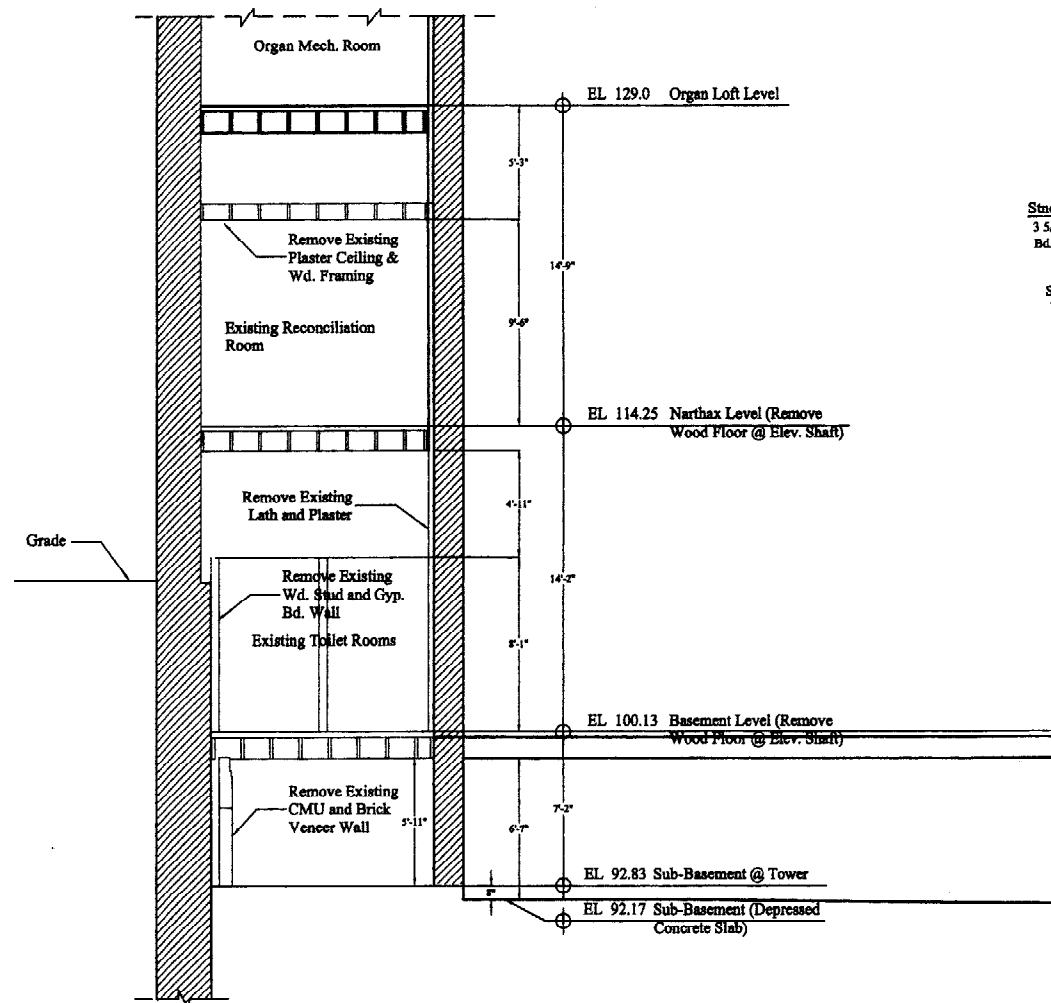 Organ Mech. Room
EL 129.0 Organ Loft Level
5'-3"
Remove Existing
Plaster Ceiling &
Wd. Framing
14'-9"
Existing Reconciliation
Room
9'-6"
EL 114.25 Narthax Level (Remove
Wood Floor @ Elev. Shaft)
Remove Existing
Lath and Plaster
4'-11"
Grade
Remove Existing
Wd. Stud and Gyp.
Bd. Wall
14'-2"
Existing Toilet Rooms
8'-1"
EL 100.13 Basement Level (Remove
Wood Floor @ Elev. Shaft)
Remove Existing
CMU and Brick
Veneer Wall
5'-11"
7'-2"
6'-7"
EL 92.83 Sub-Basement @ Tower
8"
EL 92.17 Sub-Basement (Depressed
Concrete Slab)
3 5
Bd.
S